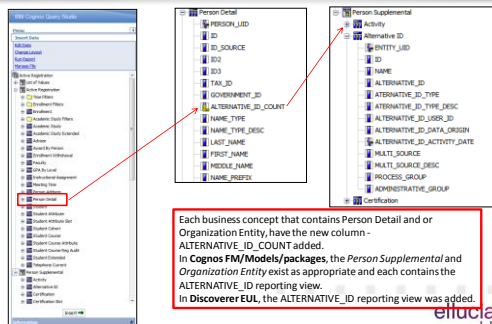 IBM Cognos Query Studio
Menu
Insert Data
Edit Data
Change Layout
Run Report
Manage File
Active Registration
List of Values
Active Registration
Time Filters
Enrollment Filters
Enrollment
Academic Study Filters
Academic Study
Academic Study Extended
Advisor
Award By Person
Enrollment Withdrawal
Faculty
GPA By Level
Instructional Assignment
Meeting Time
Person Address
Person Detail
Student
Student Attribute
Student Attribute Slot
Student Cohort
Student Course
Student Course Attribute
Student Course Reg Audit
Student Extended
Telephone Current
Person Supplemental
Activity
Alternative ID
Certification
Certification Slot
Insert
Information
Person Detail
PERSON_UID
ID
ID_SOURCE
ID2
ID3
TAX_ID
GOVERNMENT_ID
ALTERNATIVE_ID_COUNT
NAME_TYPE
NAME_TYPE_DESC
LAST_NAME
FIRST_NAME
MIDDLE_NAME
NAME_PREFIX
Person Supplemental
Activity
Alternative ID
ENTITY_UID
ID
NAME
ALTERNATIVE_ID
ATERNATIVE_ID_TYPE
ATERNATIVE_ID_TYPE_DESC
ALTERNATIVE_ID_USER_ID
ALTERNATIVE_ID_DATA_ORIGIN
ALTERNATIVE_ID_ACTIVITY_DATE
MULTI_SOURCE
MULTI_SOURCE_DESC
PROCESS_GROUP
ADMINISTRATIVE_GROUP
Certification
Each business concept that contains Person Detail and or
Organization Entity, have the new column -
ALTERNATIVE_ID_COUNT added.
In Cognos FM/Models/packages, the Person Supplemental and
Organization Entity exist as appropriate and each contains the
ALTERNATIVE_ID reporting view.
In Discoverer EUL, the ALTERNATIVE_ID reporting view was added.
ellucian